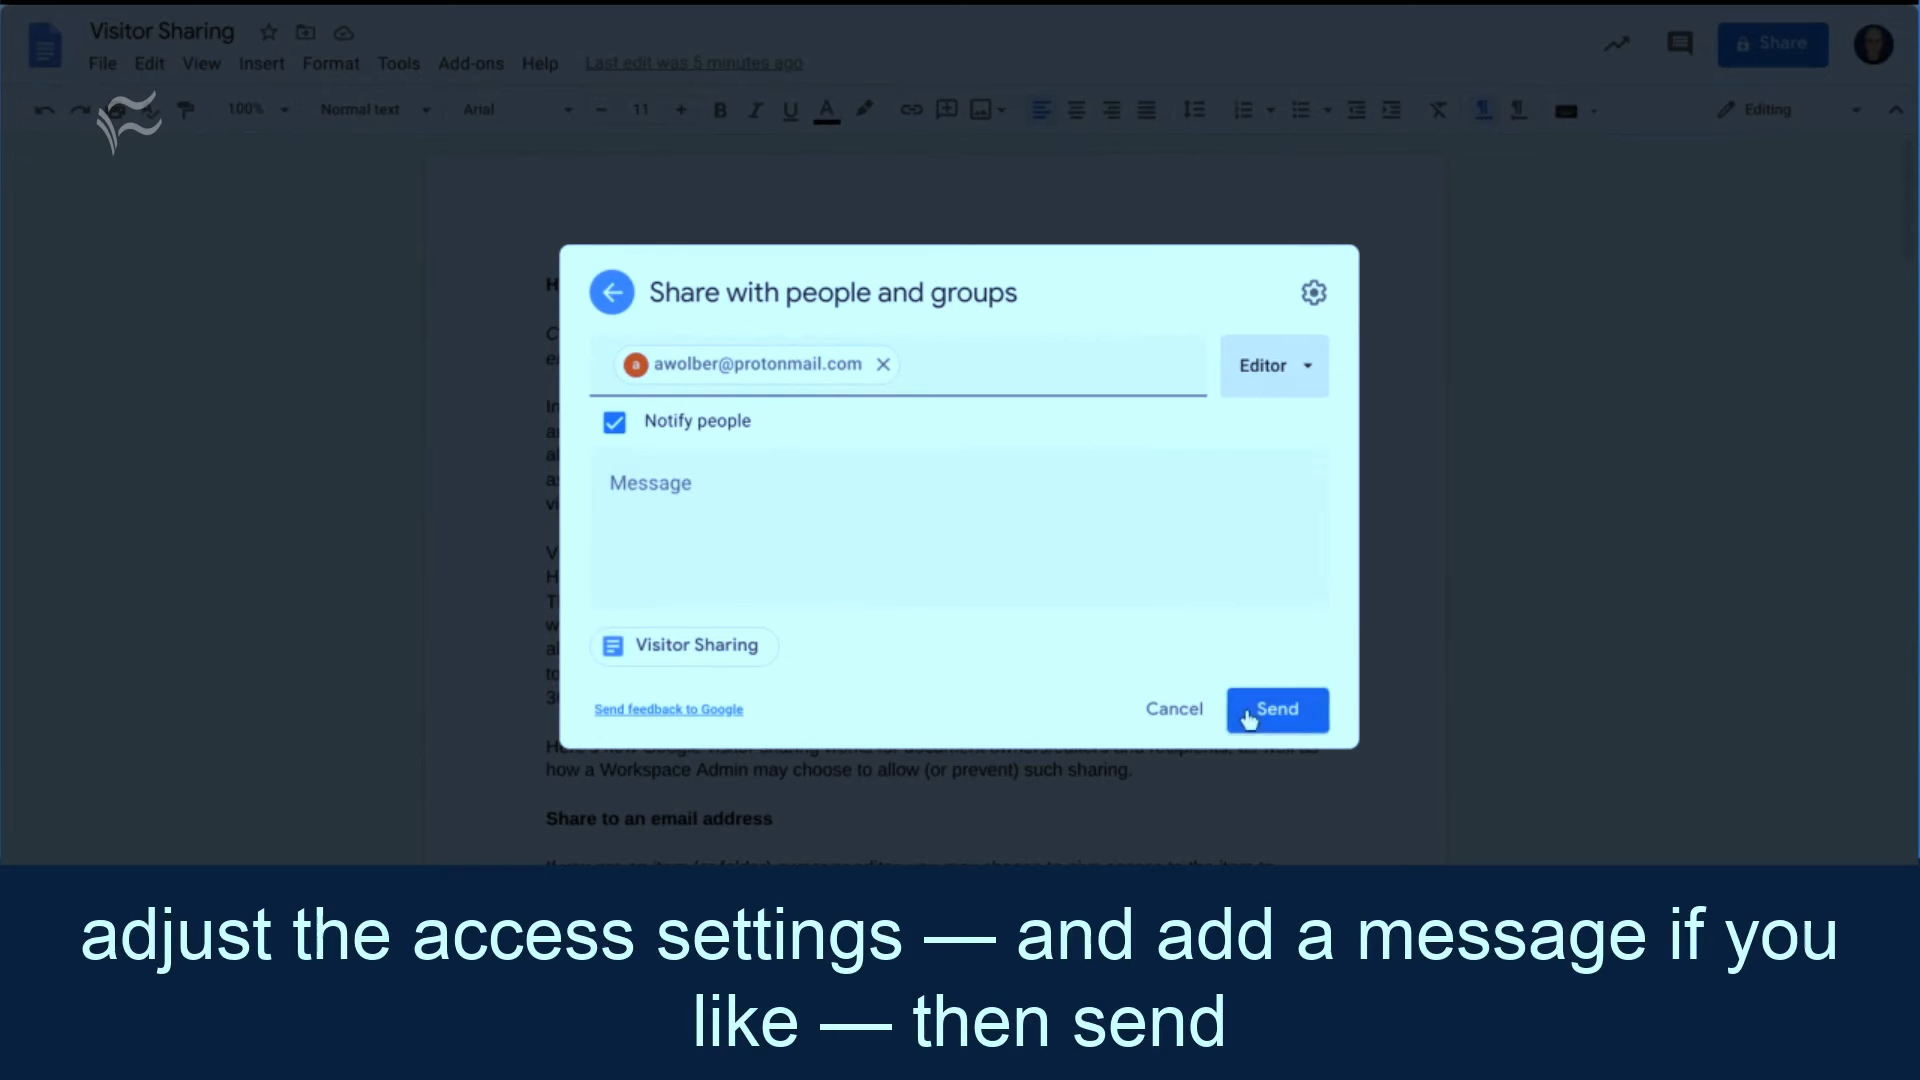 Visitor Sharing
File Edit View Insert Format Tools Add-ons Help Last edit was 5 minutes ago
Share
100% Normal text Arial 11 Editing
Share with people and groups
a awolber@protonmail.com Editor
Notify people
Message
Visitor Sharing
Send feedback to Google Cancel Send
how a Workspace Admin may choose to allow (or prevent) such sharing.
Share to an email address
adjust the access settings — and add a message if you
like — then send